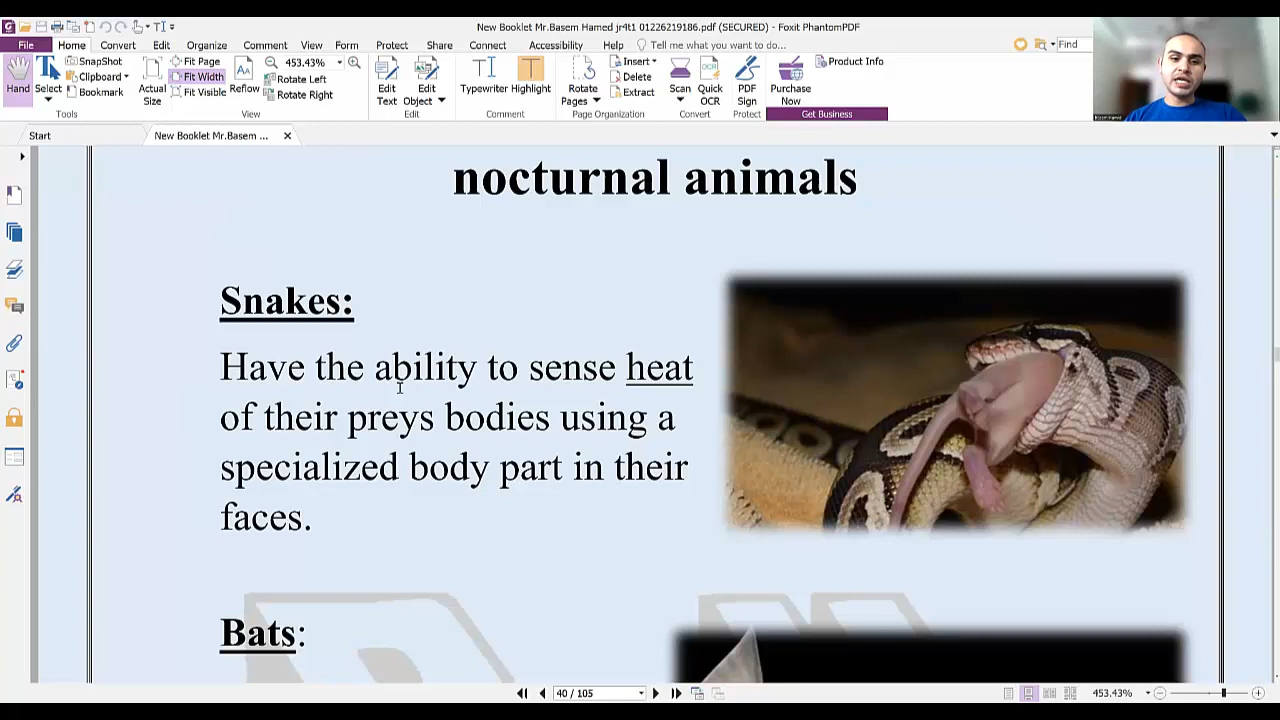 New Booklet Mr.Basem Hamed jr4t1 01226219186.pdf (SECURED) - Foxit PhantomPDF
File Home Convert Edit Organize Comment View Form Protect Share Connect Accessibility Help Tell me what you want to do... Find
SnapShot Fit Page 453.43% Insert Product Info
Clipboard Fit Width Rotate Left Delete
Hand Select Bookmark Actual Size Fit Visible Reflow Rotate Right Edit Text Edit Object Typewriter Highlight Rotate Pages Extract Scan Quick OCR PDF Sign Purchase Now
Tools View Edit Comment Page Organization Convert Protect Get Business
Start New Booklet Mr.Basem ...
nocturnal animals
Snakes:
Have the ability to sense heat
of their preys bodies using a
specialized body part in their
faces.
Bats:
40 / 105 453.43%